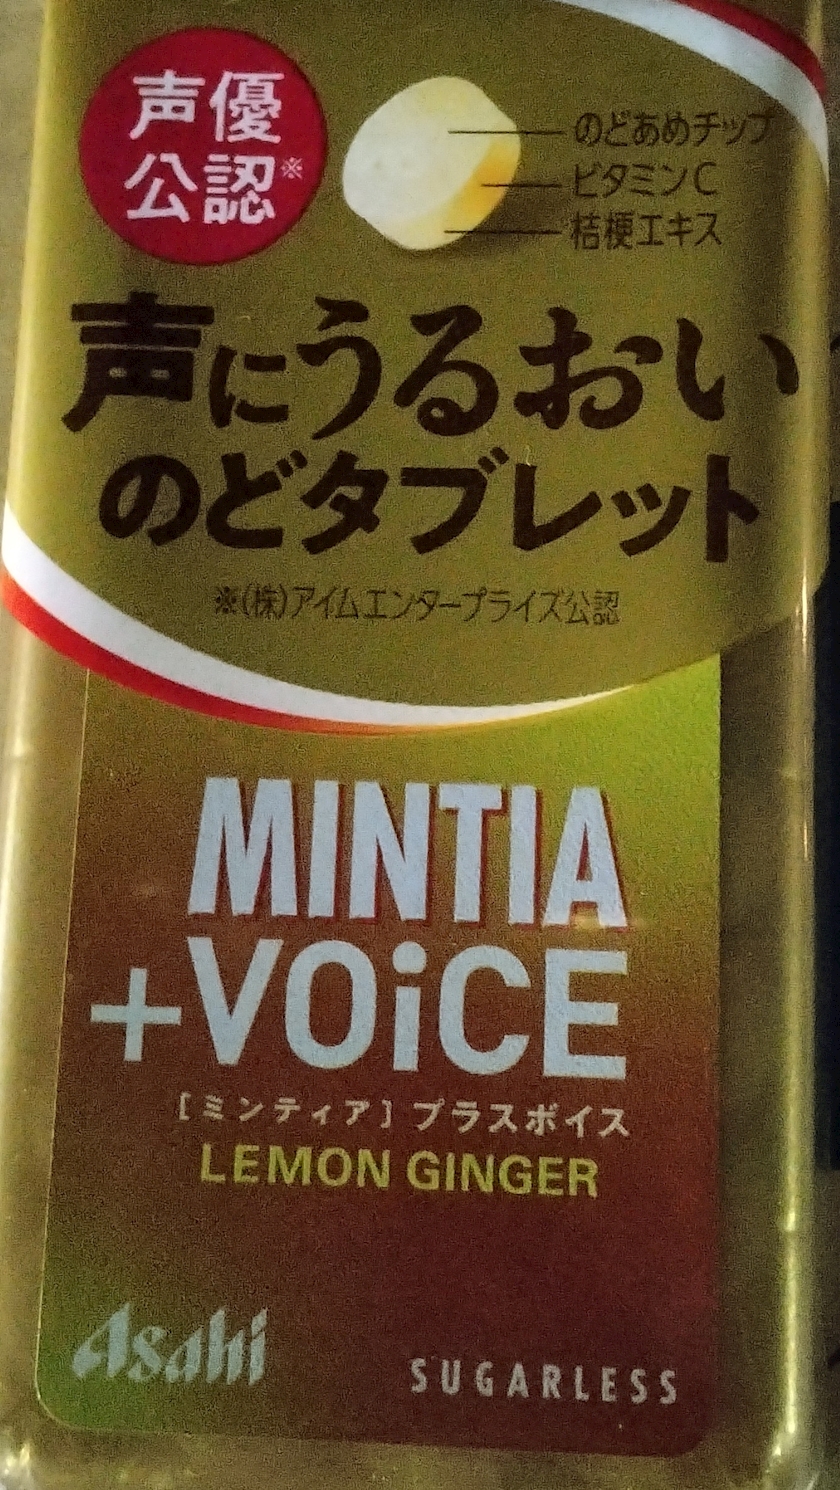 声優
公認※
のどあめチップ
ビタミンC
桔梗エキス
声にうるおい
のどタブレット
※(株)アイムエンタープライズ公認
MINTIA
+VOiCE
[ミンティア]プラスボイス
LEMON GINGER
Asahi
SUGARLESS